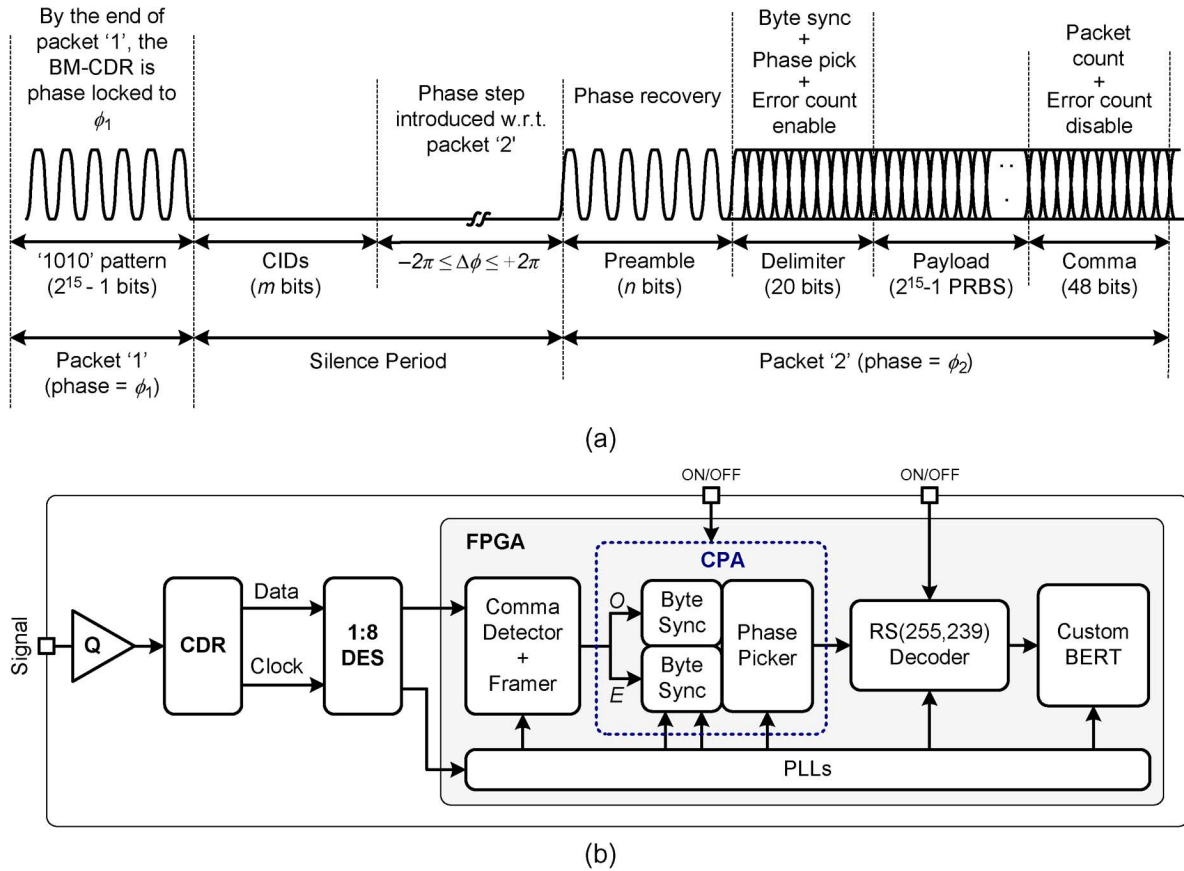 By the end of
packet ‘1’, the
BM-CDR is
phase locked to
ϕ1
Phase step
introduced w.r.t.
packet ‘2’
Phase recovery
Byte sync
+
Phase pick
+
Error count
enable
Packet
count
+
Error count
disable
‘1010’ pattern
(2^15 - 1 bits)
CIDs
(m bits)
−2π ≤ Δϕ ≤ +2π
Preamble
(n bits)
Delimiter
(20 bits)
Payload
(2^15-1 PRBS)
Comma
(48 bits)
Packet ‘1’
(phase = ϕ1)
Silence Period
Packet ‘2’ (phase = ϕ2)
(a)
ON/OFF
ON/OFF
FPGA
CPA
Signal
Q
CDR
Data
Clock
1:8
DES
Comma
Detector
+
Framer
O
E
Byte
Sync
Byte
Sync
Phase
Picker
RS(255,239)
Decoder
Custom
BERT
PLLs
(b)